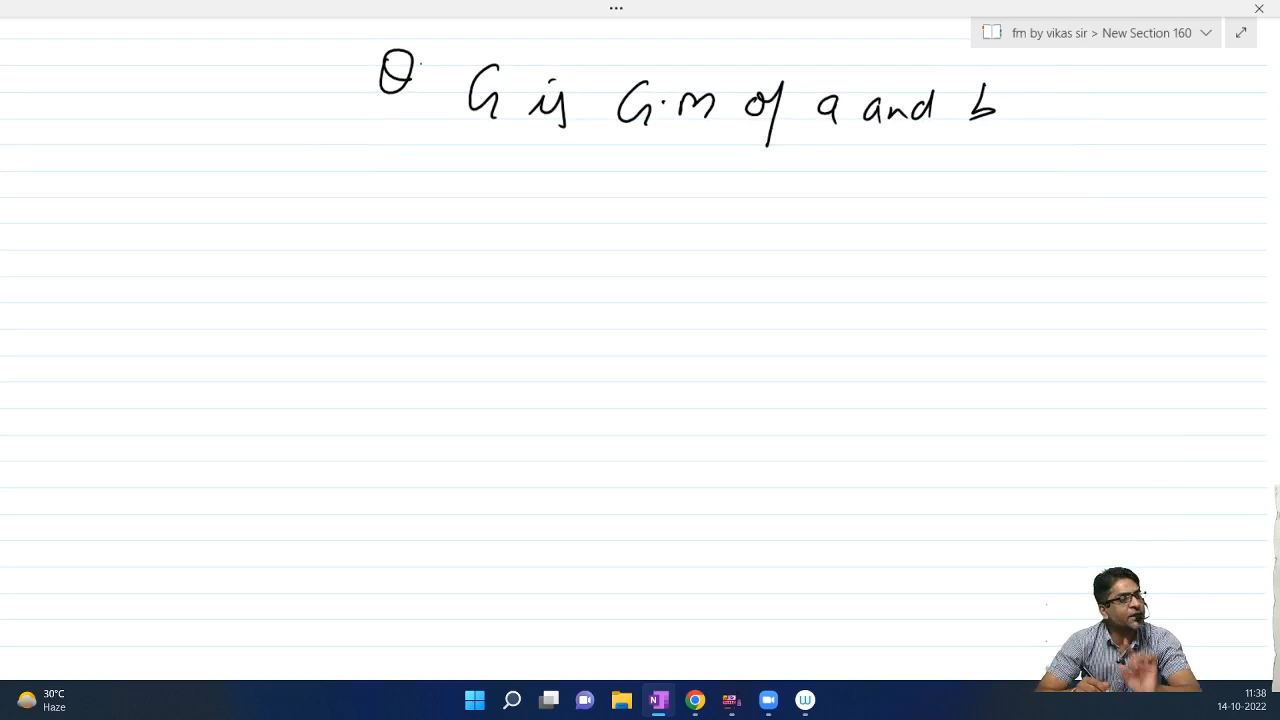 fm by vikas sir > New Section 160
Q. G is G.M of a and b
30°C
Haze
11:38
14-10-2022